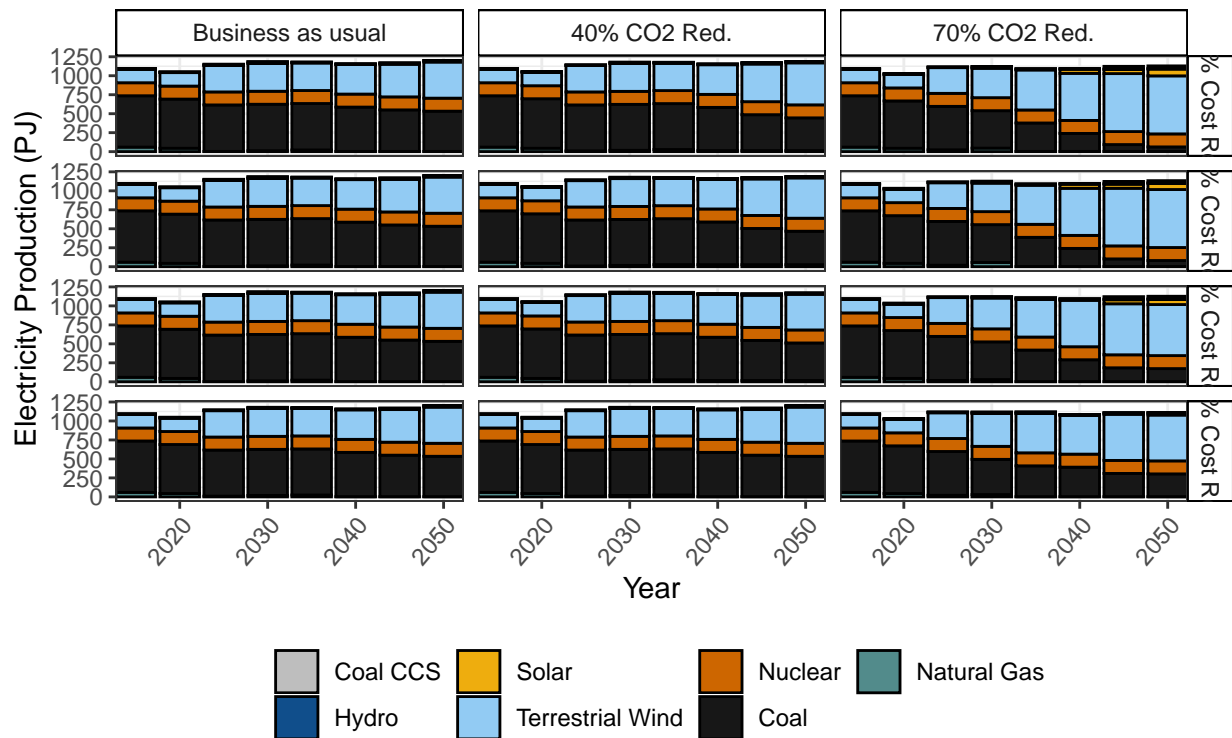 Business as usual 40% CO2 Red. 70% CO2 Red.
Electricity Production (PJ)
1250
1000
750
500
250
0
% Cost R
1250
1000
750
500
250
0
% Cost R
1250
1000
750
500
250
0
% Cost R
1250
1000
750
500
250
0
% Cost R
2020 2030 2040 2050 2020 2030 2040 2050 2020 2030 2040 2050
Year
Coal CCS Solar Nuclear Natural Gas
Hydro Terrestrial Wind Coal